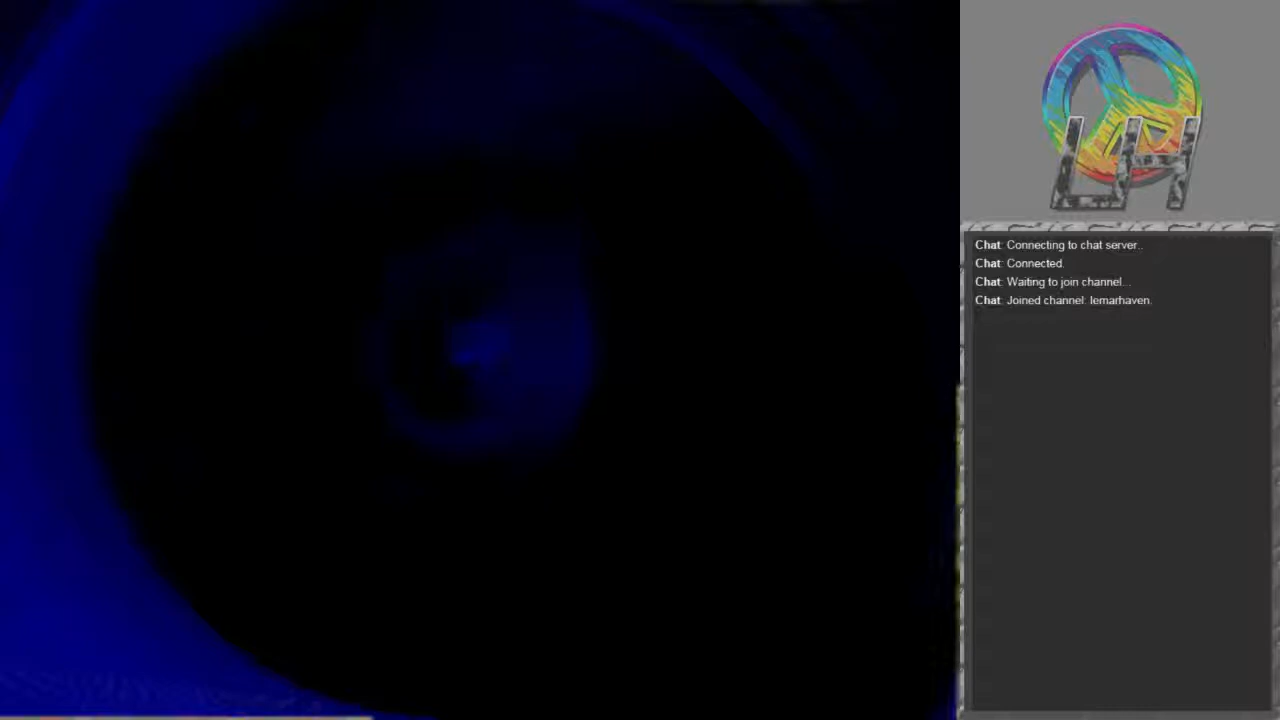 LH
Chat: Connecting to chat server..
Chat: Connected.
Chat: Waiting to join channel...
Chat: Joined channel: lemarhaven.